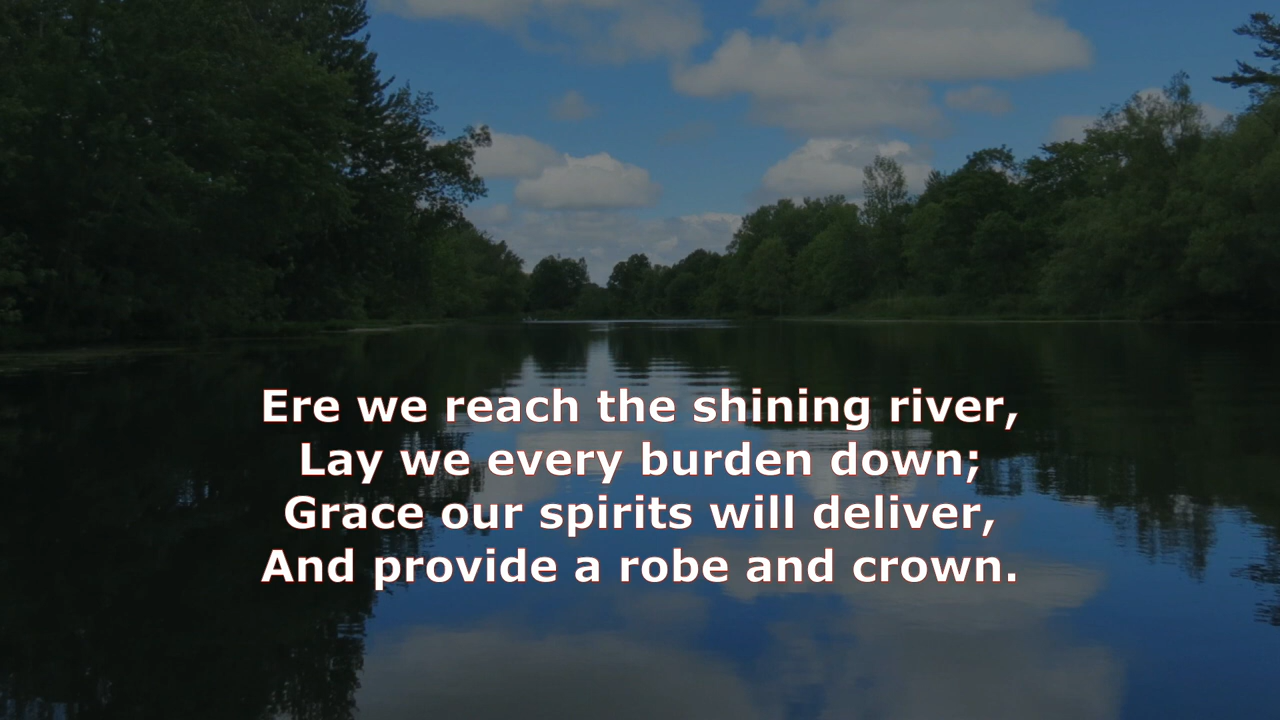 Ere we reach the shining river,
Lay we every burden down;
Grace our spirits will deliver,
And provide a robe and crown.